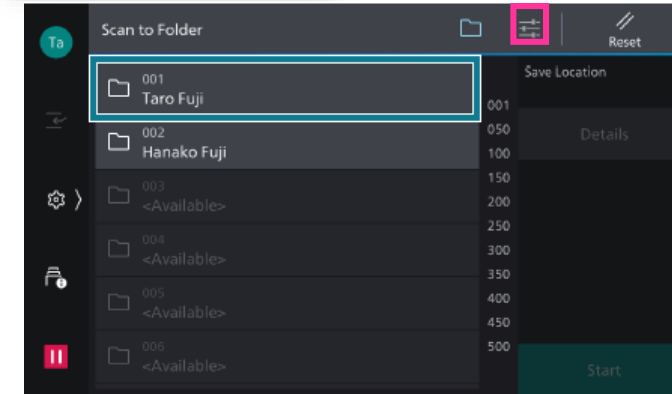 Ta
Scan to Folder
Reset
001
Taro Fuji
002
Hanako Fuji
003
<Available>
004
<Available>
005
<Available>
006
<Available>
001
050
100
150
200
250
300
350
400
450
500
Save Location
Details
Start